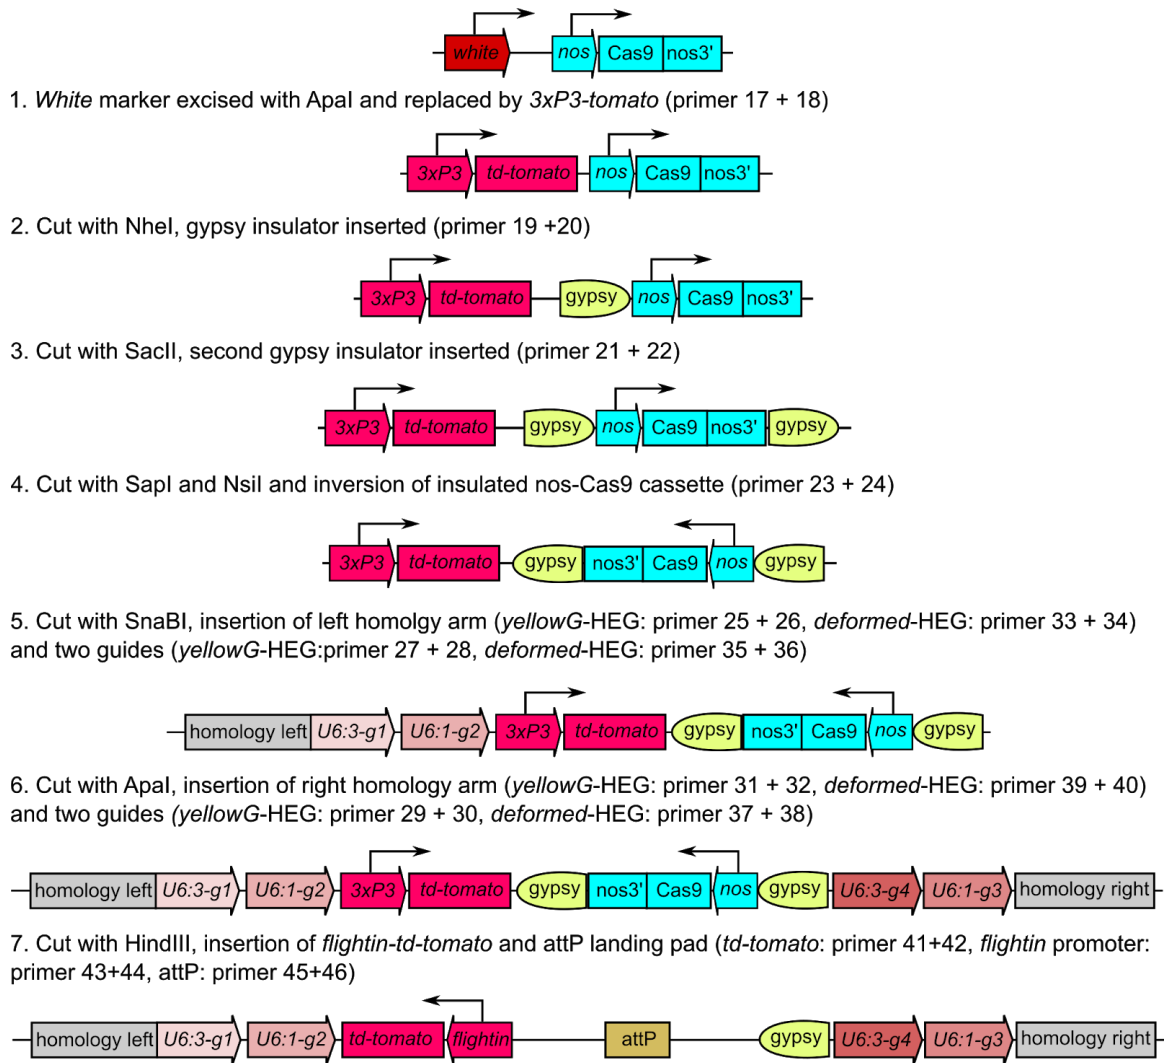 white nos Cas9 nos3'
1. White marker excised with ApaI and replaced by 3xP3-tomato (primer 17 + 18)
3xP3 td-tomato nos Cas9 nos3'
2. Cut with NheI, gypsy insulator inserted (primer 19 +20)
3xP3 td-tomato gypsy nos Cas9 nos3'
3. Cut with SacII, second gypsy insulator inserted (primer 21 + 22)
3xP3 td-tomato gypsy nos Cas9 nos3' gypsy
4. Cut with SapI and NsiI and inversion of insulated nos-Cas9 cassette (primer 23 + 24)
3xP3 td-tomato gypsy nos3' Cas9 nos gypsy
5. Cut with SnaBI, insertion of left homolgy arm (yellowG-HEG: primer 25 + 26, deformed-HEG: primer 33 + 34)
and two guides (yellowG-HEG:primer 27 + 28, deformed-HEG: primer 35 + 36)
homology left U6:3-g1 U6:1-g2 3xP3 td-tomato gypsy nos3' Cas9 nos gypsy
6. Cut with ApaI, insertion of right homology arm (yellowG-HEG: primer 31 + 32, deformed-HEG: primer 39 + 40)
and two guides (yellowG-HEG: primer 29 + 30, deformed-HEG: primer 37 + 38)
homology left U6:3-g1 U6:1-g2 3xP3 td-tomato gypsy nos3' Cas9 nos gypsy U6:3-g4 U6:1-g3 homology right
7. Cut with HindIII, insertion of flightin-td-tomato and attP landing pad (td-tomato: primer 41+42, flightin promoter:
primer 43+44, attP: primer 45+46)
homology left U6:3-g1 U6:1-g2 td-tomato flightin attP gypsy U6:3-g4 U6:1-g3 homology right